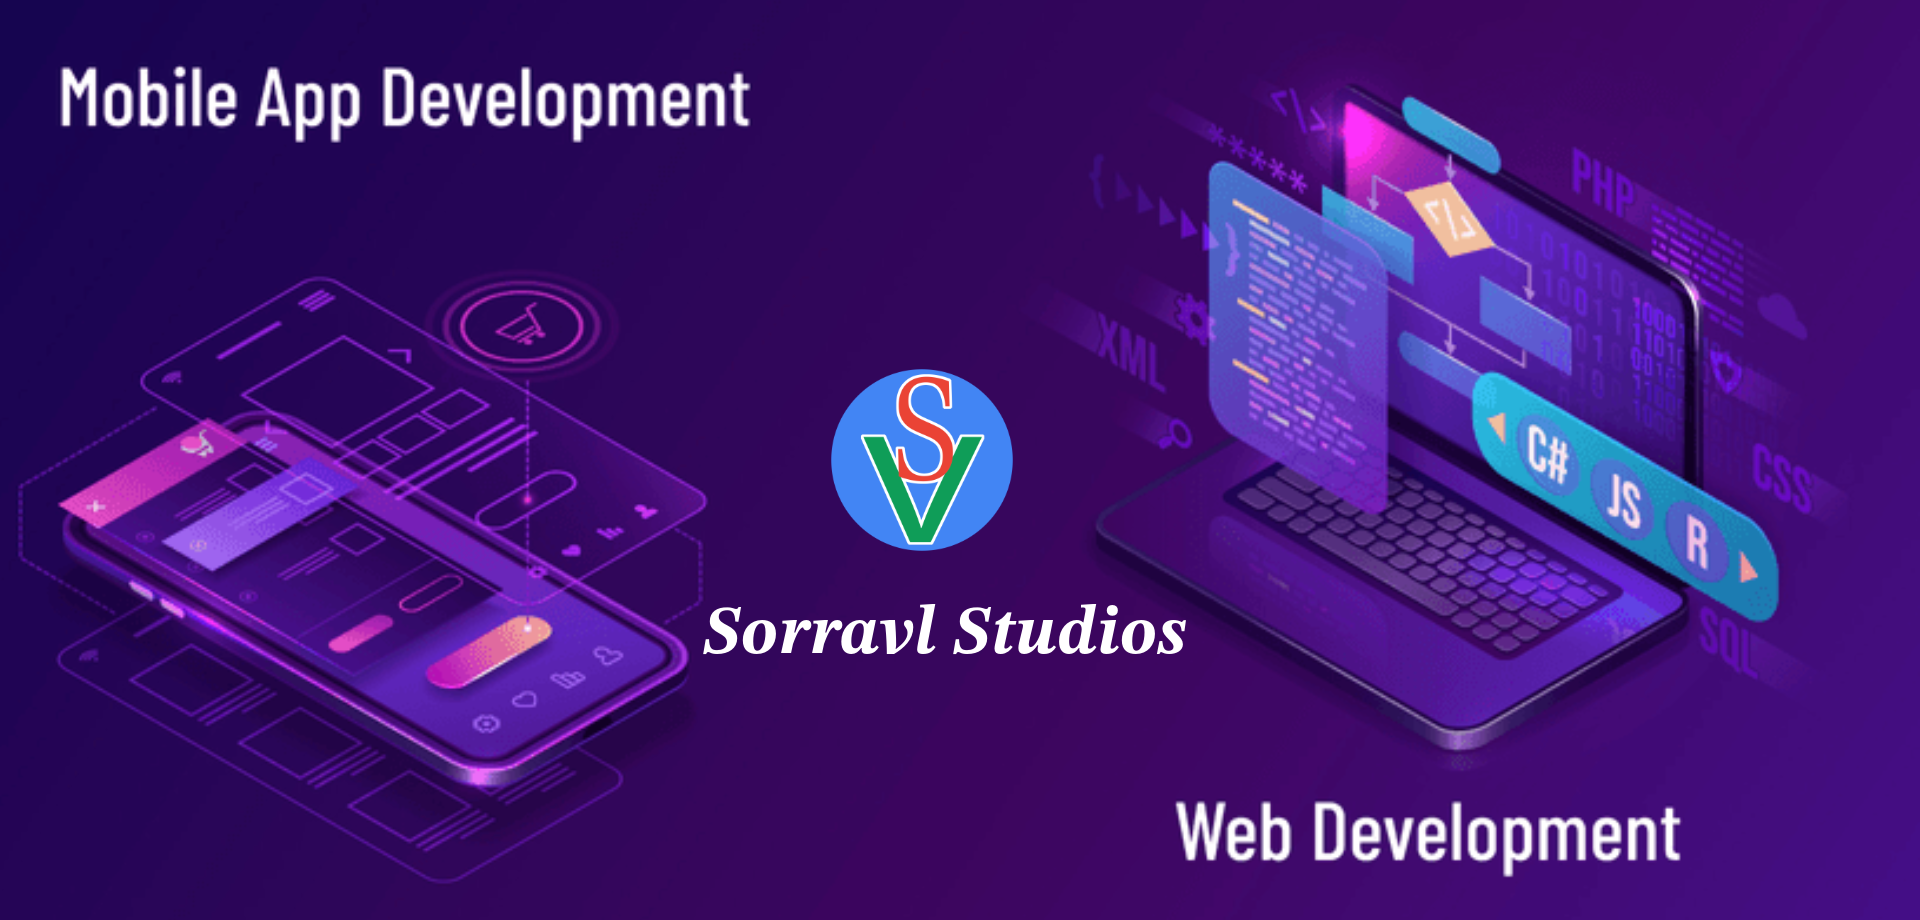 Mobile App Development
</>
PHP
</>
XML
C#
JS
R
CSS
SV
Sorravl Studios
SQL
Web Development